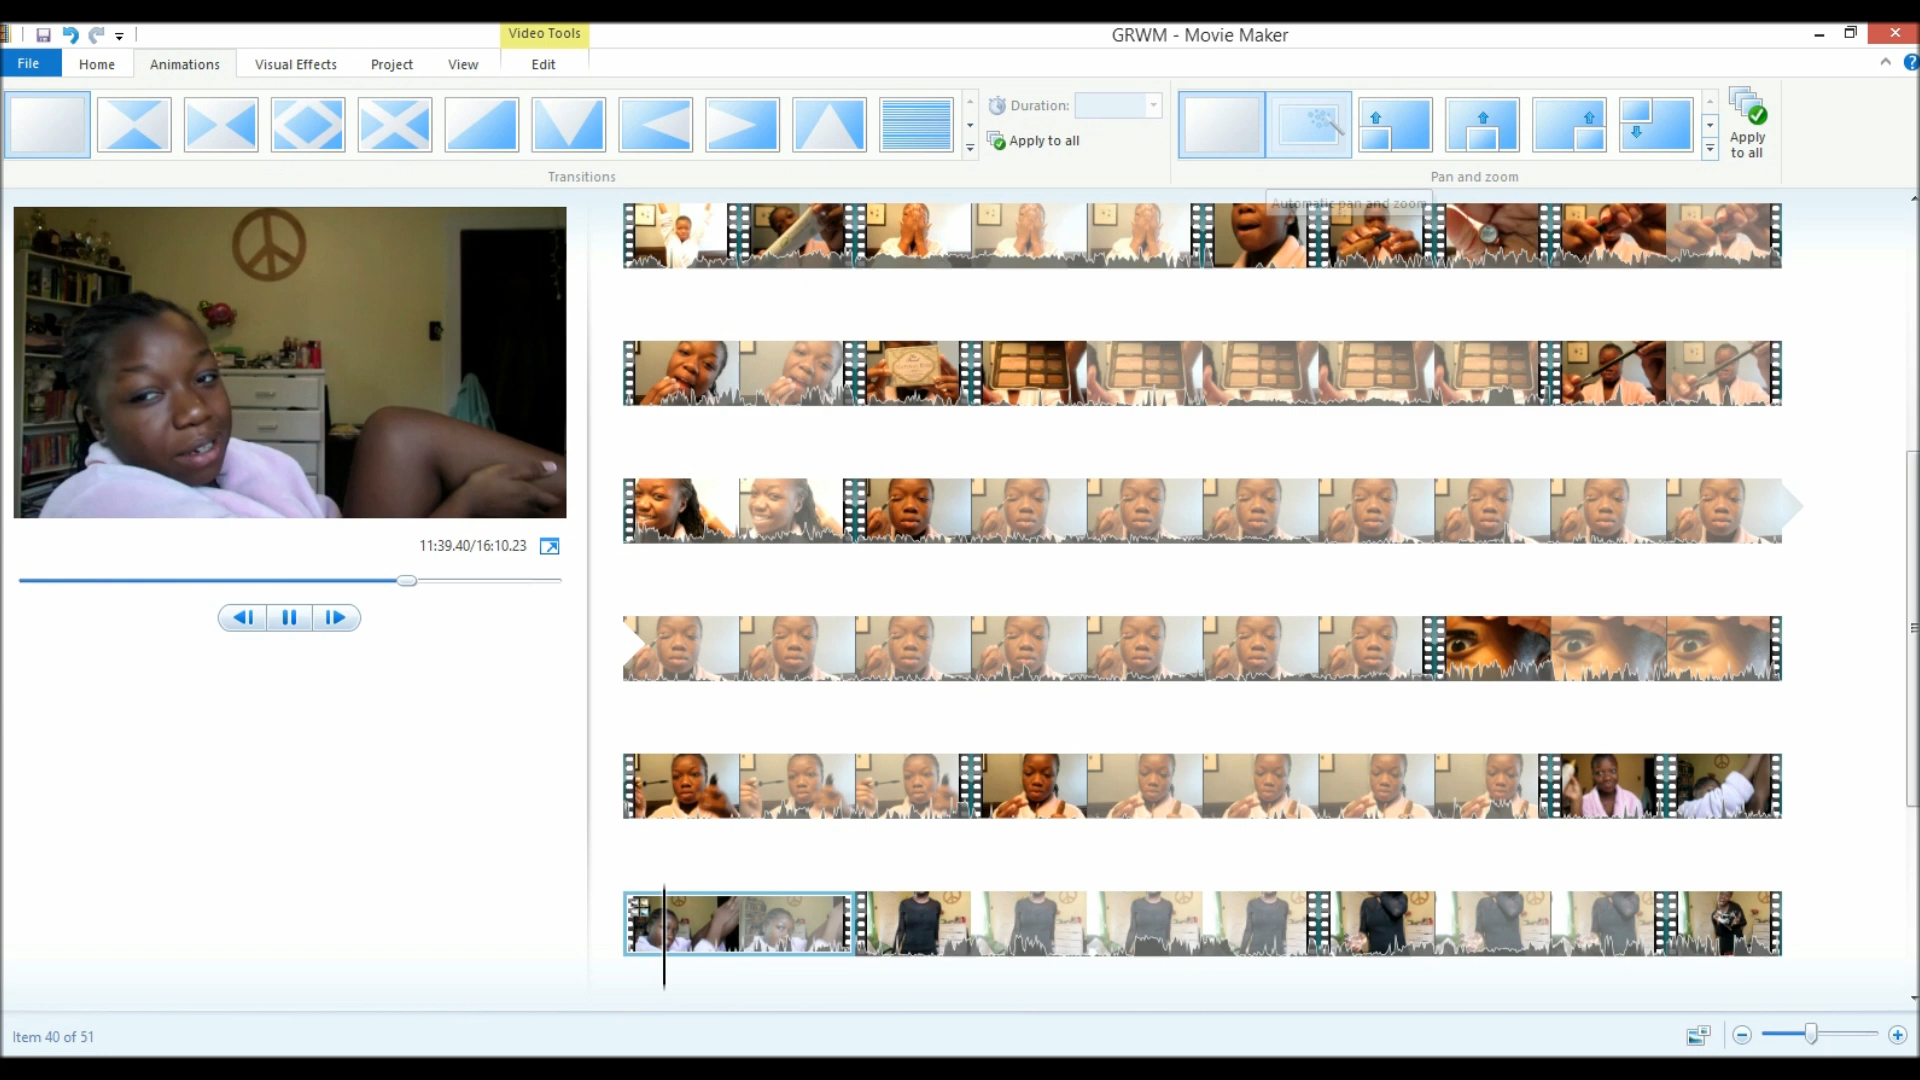 Video Tools
GRWM - Movie Maker
File
Home
Animations
Visual Effects
Project
View
Edit
Duration:
Apply to all
Apply
to all
Transitions
Pan and zoom
Automatic pan and zoom
11:39.40/16:10.23
Item 40 of 51